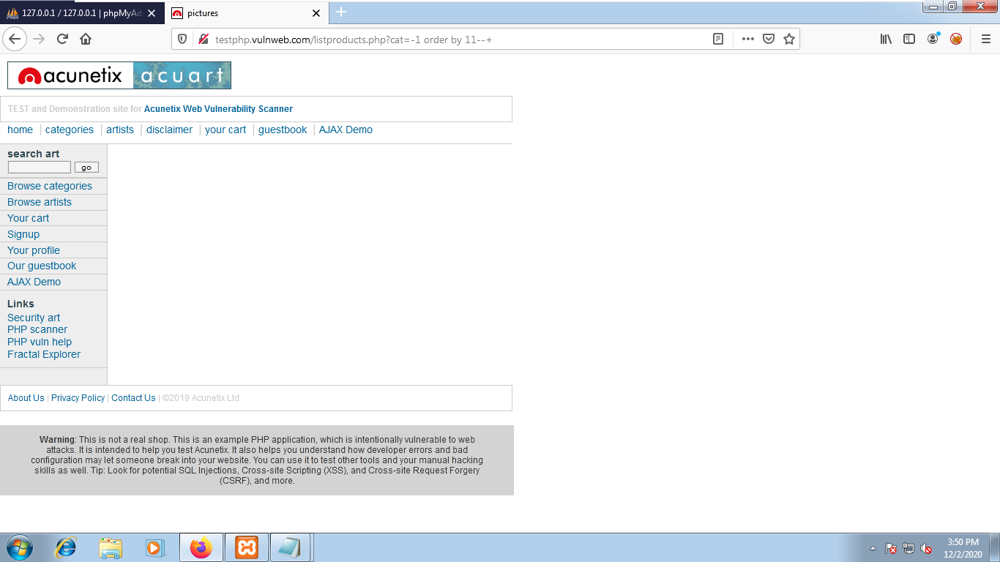 127.0.0.1 / 127.0.0.1 | phpMyAd
pictures
testphp.vulnweb.com/listproducts.php?cat=-1 order by 11--+
acunetix acuart
TEST and Demonstration site for Acunetix Web Vulnerability Scanner
home | categories | artists | disclaimer | your cart | guestbook | AJAX Demo
search art
go
Browse categories
Browse artists
Your cart
Signup
Your profile
Our guestbook
AJAX Demo
Links
Security art
PHP scanner
PHP vuln help
Fractal Explorer
About Us | Privacy Policy | Contact Us | ©2019 Acunetix Ltd
Warning: This is not a real shop. This is an example PHP application, which is intentionally vulnerable to web
attacks. It is intended to help you test Acunetix. It also helps you understand how developer errors and bad
configuration may let someone break into your website. You can use it to test other tools and your manual hacking
skills as well. Tip: Look for potential SQL Injections, Cross-site Scripting (XSS), and Cross-site Request Forgery
(CSRF), and more.
3:50 PM
12/2/2020